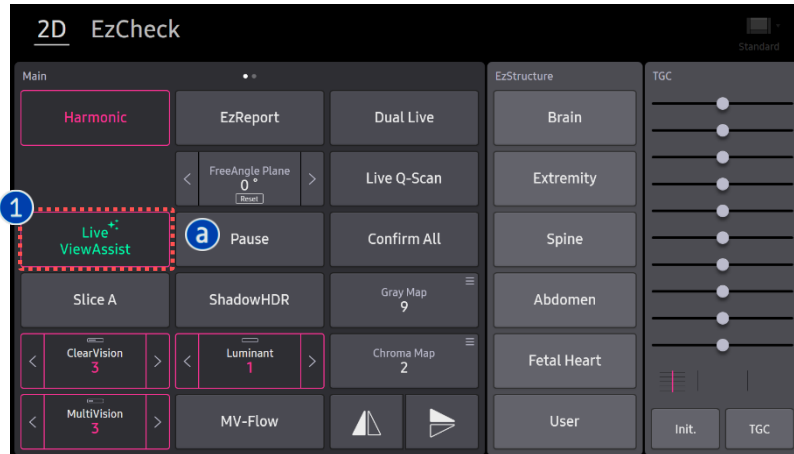 2D EzCheck
Standard
Main
EzStructure
TGC
Harmonic
EzReport
Dual Live
Brain
<
FreeAngle Plane
0 °
Reset
>
Live Q-Scan
Extremity
1
Live
ViewAssist
a
Pause
Confirm All
Spine
Slice A
ShadowHDR
Gray Map
9
Abdomen
<
ClearVision
3
>
<
Luminant
1
>
Chroma Map
2
Fetal Heart
<
MultiVision
3
>
MV-Flow
User
Init.
TGC